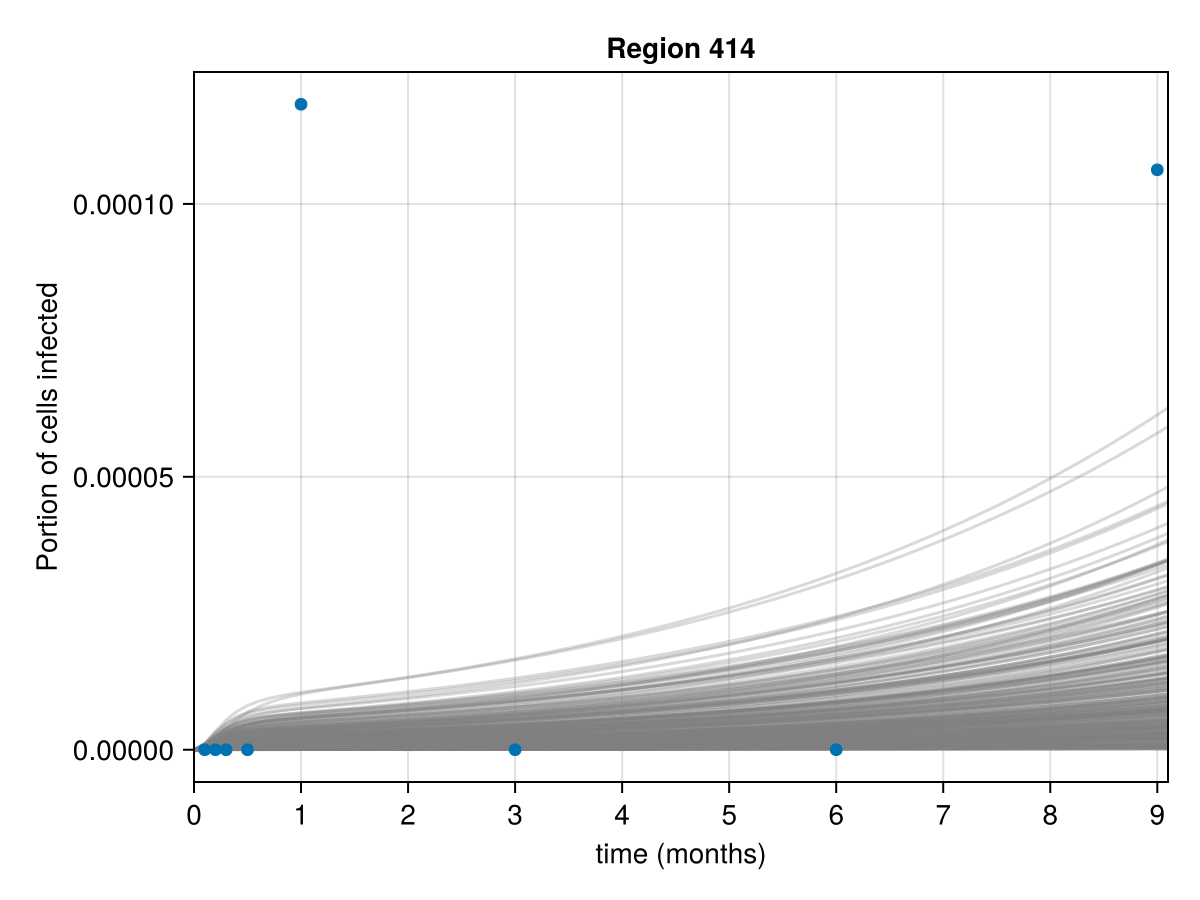 Region 414
Portion of cells infected
0.00010
0.00005
0.00000
0 1 2 3 4 5 6 7 8 9
time (months)